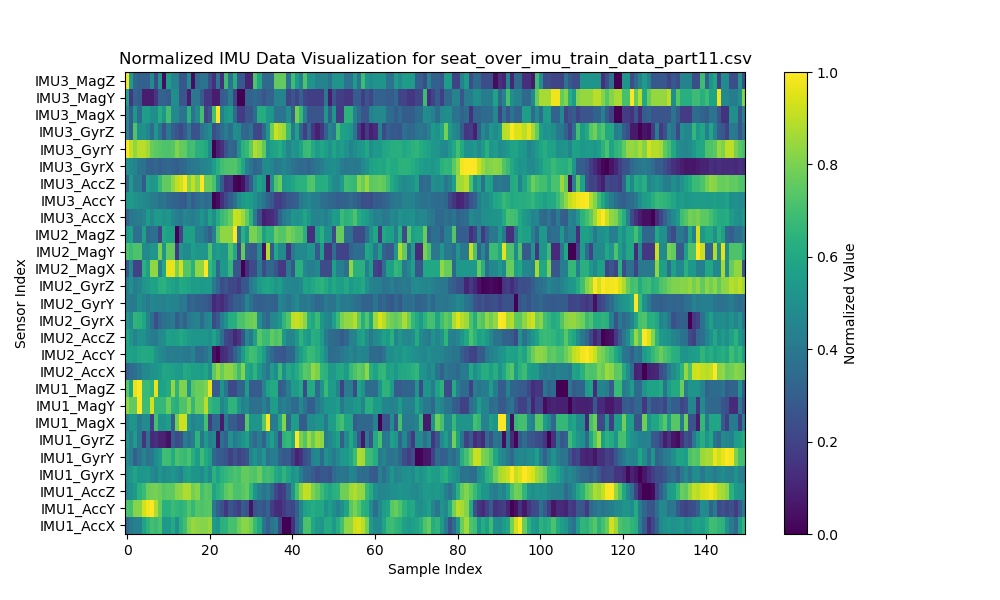 Normalized IMU Data Visualization for seat_over_imu_train_data_part11.csv
IMU3_MagZ
IMU3_MagY
IMU3_MagX
IMU3_GyrZ
IMU3_GyrY
IMU3_GyrX
IMU3_AccZ
IMU3_AccY
IMU3_AccX
IMU2_MagZ
IMU2_MagY
IMU2_MagX
IMU2_GyrZ
IMU2_GyrY
IMU2_GyrX
IMU2_AccZ
IMU2_AccY
IMU2_AccX
IMU1_MagZ
IMU1_MagY
IMU1_MagX
IMU1_GyrZ
IMU1_GyrY
IMU1_GyrX
IMU1_AccZ
IMU1_AccY
IMU1_AccX
Sensor Index
0 20 40 60 80 100 120 140
Sample Index
1.0
0.8
0.6
0.4
0.2
0.0
Normalized Value